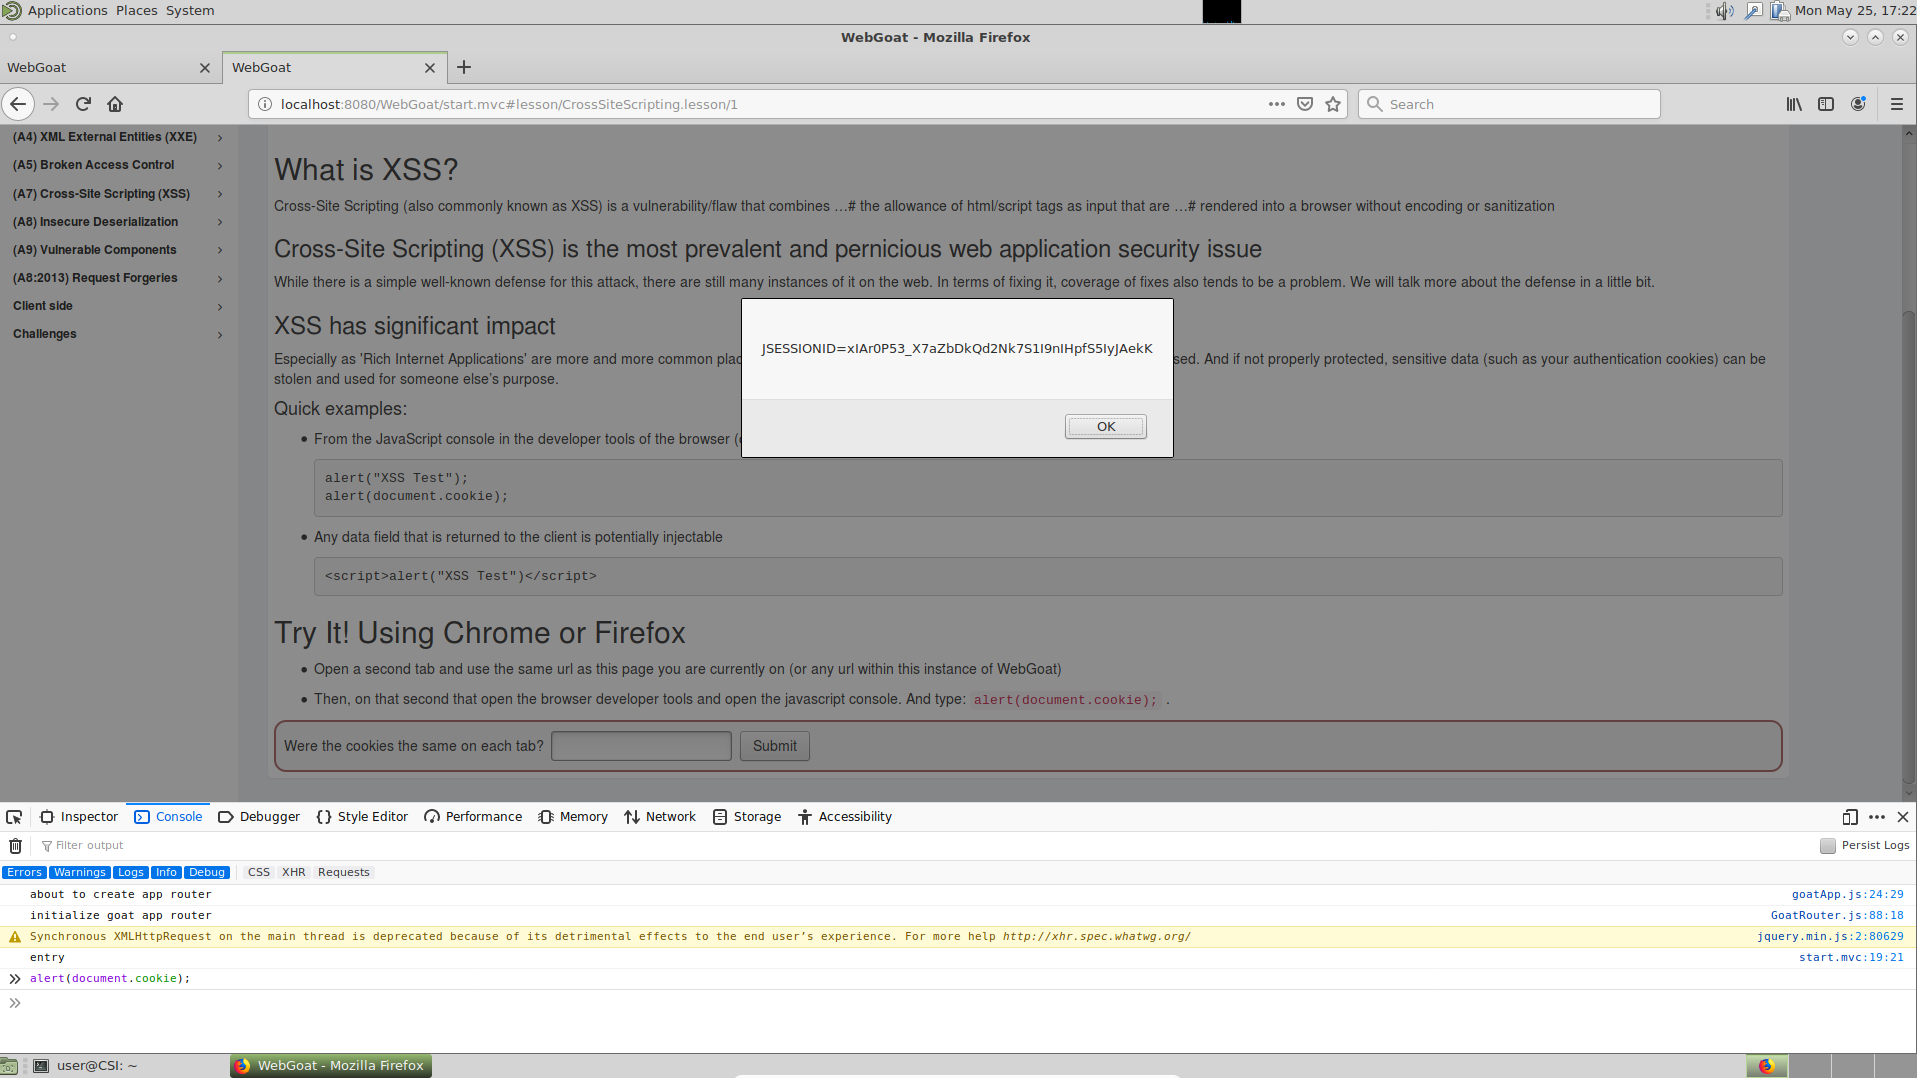 Applications Places System
Mon May 25, 17:22
WebGoat - Mozilla Firefox
WebGoat
WebGoat
localhost:8080/WebGoat/start.mvc#lesson/CrossSiteScripting.lesson/1
Search
(A4) XML External Entities (XXE)
(A5) Broken Access Control
(A7) Cross-Site Scripting (XSS)
(A8) Insecure Deserialization
(A9) Vulnerable Components
(A8:2013) Request Forgeries
Client side
Challenges
What is XSS?
Cross-Site Scripting (also commonly known as XSS) is a vulnerability/flaw that combines …# the allowance of html/script tags as input that are …# rendered into a browser without encoding or sanitization
Cross-Site Scripting (XSS) is the most prevalent and pernicious web application security issue
While there is a simple well-known defense for this attack, there are still many instances of it on the web. In terms of fixing it, coverage of fixes also tends to be a problem. We will talk more about the defense in a little bit.
XSS has significant impact
Especially as 'Rich Internet Applications' are more and more common plac
sed. And if not properly protected, sensitive data (such as your authentication cookies) can be
stolen and used for someone else's purpose.
JSESSIONID=xIAr0P53_X7aZbDkQd2Nk7S1I9nIHpfS5IyJAekK
OK
Quick examples:
From the JavaScript console in the developer tools of the browser (
alert("XSS Test");
alert(document.cookie);
Any data field that is returned to the client is potentially injectable
<script>alert("XSS Test")</script>
Try It! Using Chrome or Firefox
Open a second tab and use the same url as this page you are currently on (or any url within this instance of WebGoat)
Then, on that second that open the browser developer tools and open the javascript console. And type: alert(document.cookie); .
Were the cookies the same on each tab? Submit
Inspector Console Debugger Style Editor Performance Memory Network Storage Accessibility
Filter output
Persist Logs
Errors Warnings Logs Info Debug CSS XHR Requests
about to create app router goatApp.js:24:29
initialize goat app router GoatRouter.js:88:18
Synchronous XMLHttpRequest on the main thread is deprecated because of its detrimental effects to the end user's experience. For more help http://xhr.spec.whatwg.org/ jquery.min.js:2:80629
entry start.mvc:19:21
alert(document.cookie);
user@CSI: ~
WebGoat - Mozilla Firefox